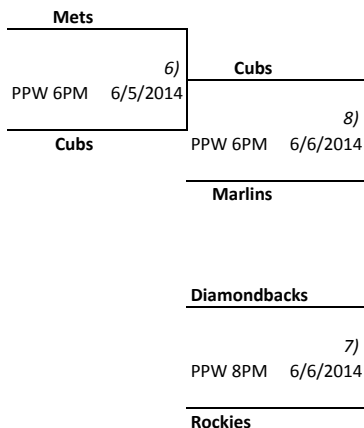 Mets
6)
Cubs
PPW 6PM 6/5/2014
8)
Cubs
PPW 6PM 6/6/2014
Marlins
Diamondbacks
7)
PPW 8PM 6/6/2014
Rockies